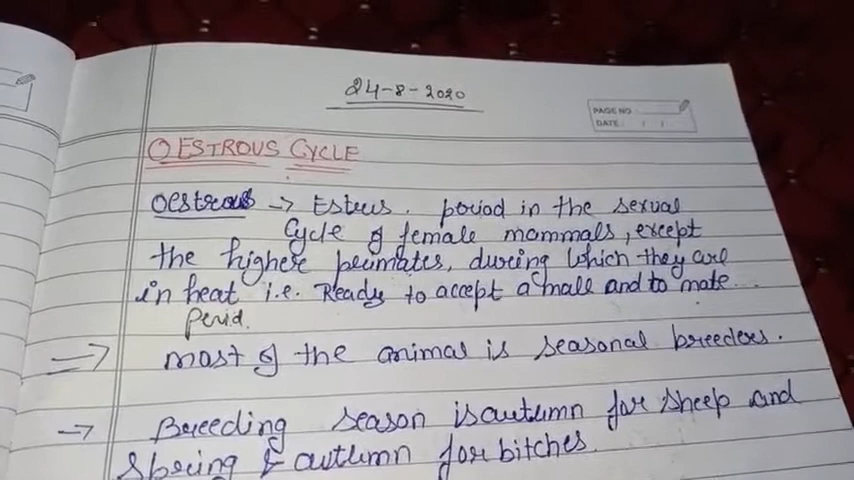 24-8-2020
PAGE NO
DATE: / /
OESTROUS CYCLE
Oestrous -> Estrus. period in the sexual
Cycle of female mammals, except
the higher primates, during which they are
in heat i.e. Ready to accept a male and to mate..
Perid.
=> most of the animal is seasonal breeders.
-> Breeding season is autumn for sheep and
Spring & autumn for bitches.